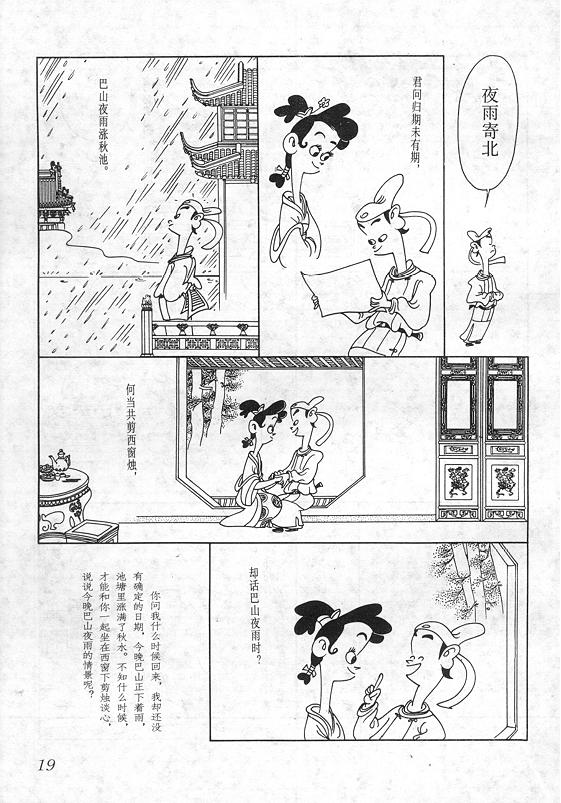 夜雨寄北
君问归期未有期，
巴山夜雨涨秋池。
何当共剪西窗烛，
却话巴山夜雨时？
你问我什么时候回来，我却还没
有确定的日期，今晚巴山正下着雨，
池塘里涨满了秋水。不知什么时候，
才能和你一起坐在西窗下剪烛谈心，
说说今晚巴山夜雨的情景呢？
19